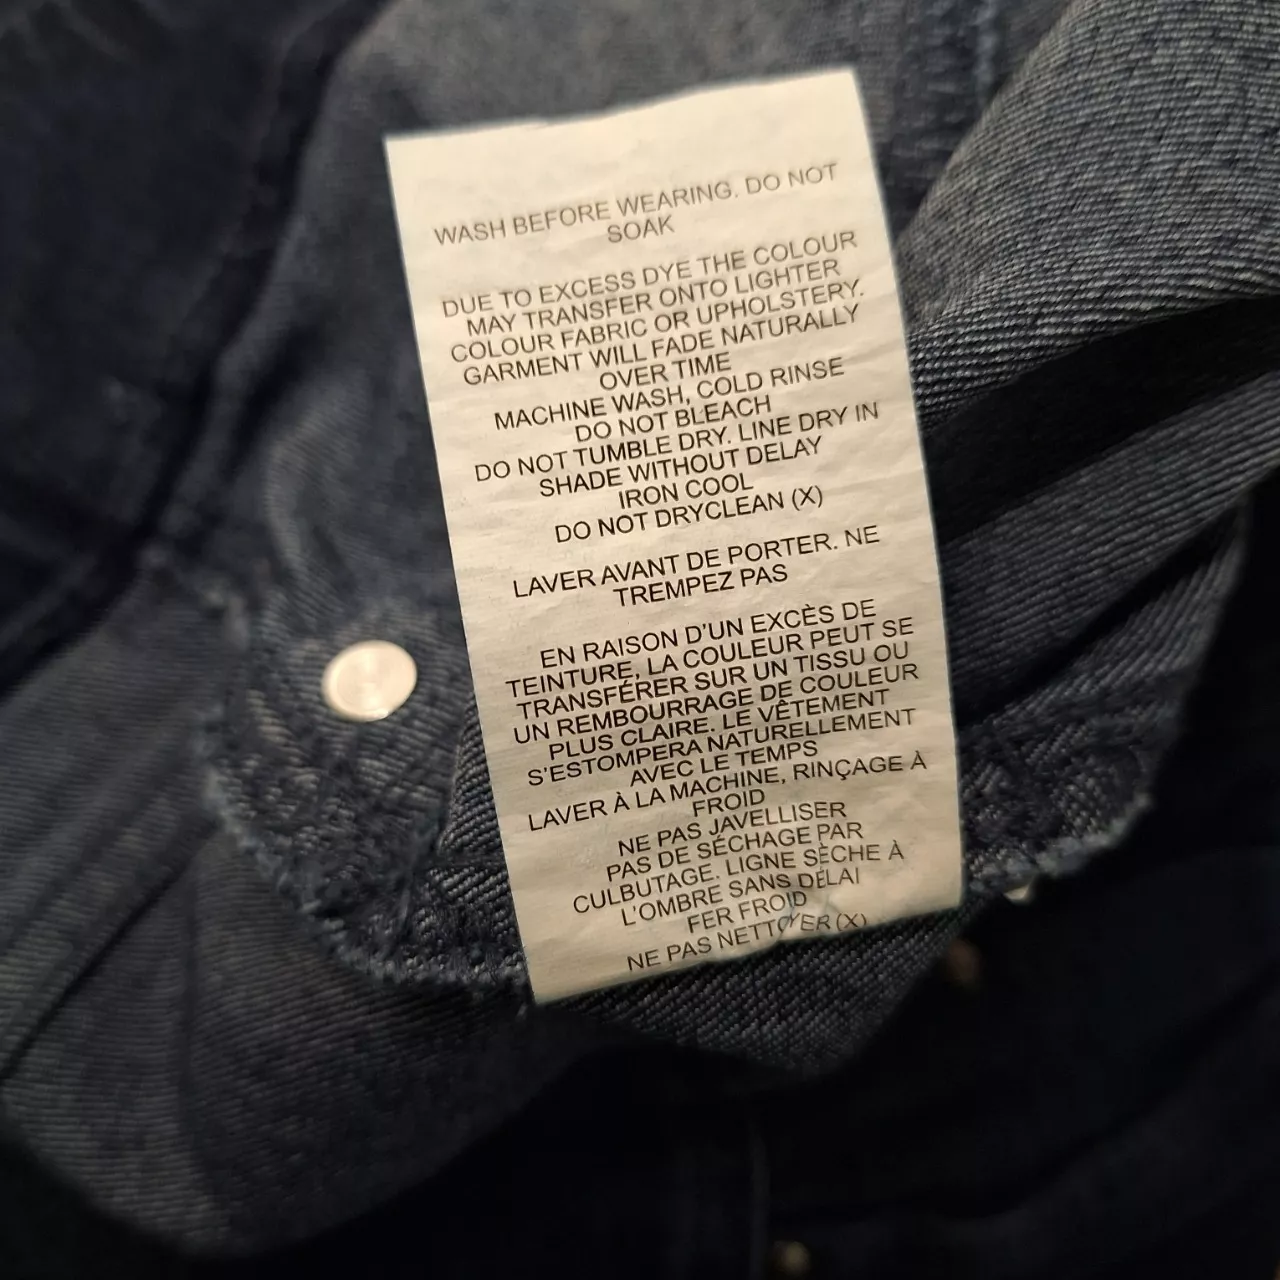 WASH BEFORE WEARING. DO NOT
SOAK
DUE TO EXCESS DYE THE COLOUR
MAY TRANSFER ONTO LIGHTER
COLOUR FABRIC OR UPHOLSTERY.
GARMENT WILL FADE NATURALLY
OVER TIME
MACHINE WASH, COLD RINSE
DO NOT BLEACH
DO NOT TUMBLE DRY. LINE DRY IN
SHADE WITHOUT DELAY
IRON COOL
DO NOT DRYCLEAN (X)
LAVER AVANT DE PORTER. NE
TREMPEZ PAS
EN RAISON D'UN EXCÈS DE
TEINTURE, LA COULEUR PEUT SE
TRANSFÉRER SUR UN TISSU OU
UN REMBOURRAGE DE COULEUR
PLUS CLAIRE. LE VÊTEMENT
S'ESTOMPERA NATURELLEMENT
AVEC LE TEMPS
LAVER À LA MACHINE, RINÇAGE À
FROID
NE PAS JAVELLISER
PAS DE SÉCHAGE PAR
CULBUTAGE. LIGNE SÈCHE À
L'OMBRE SANS DÉLAI
FER FROID
NE PAS NETTOYER (X)